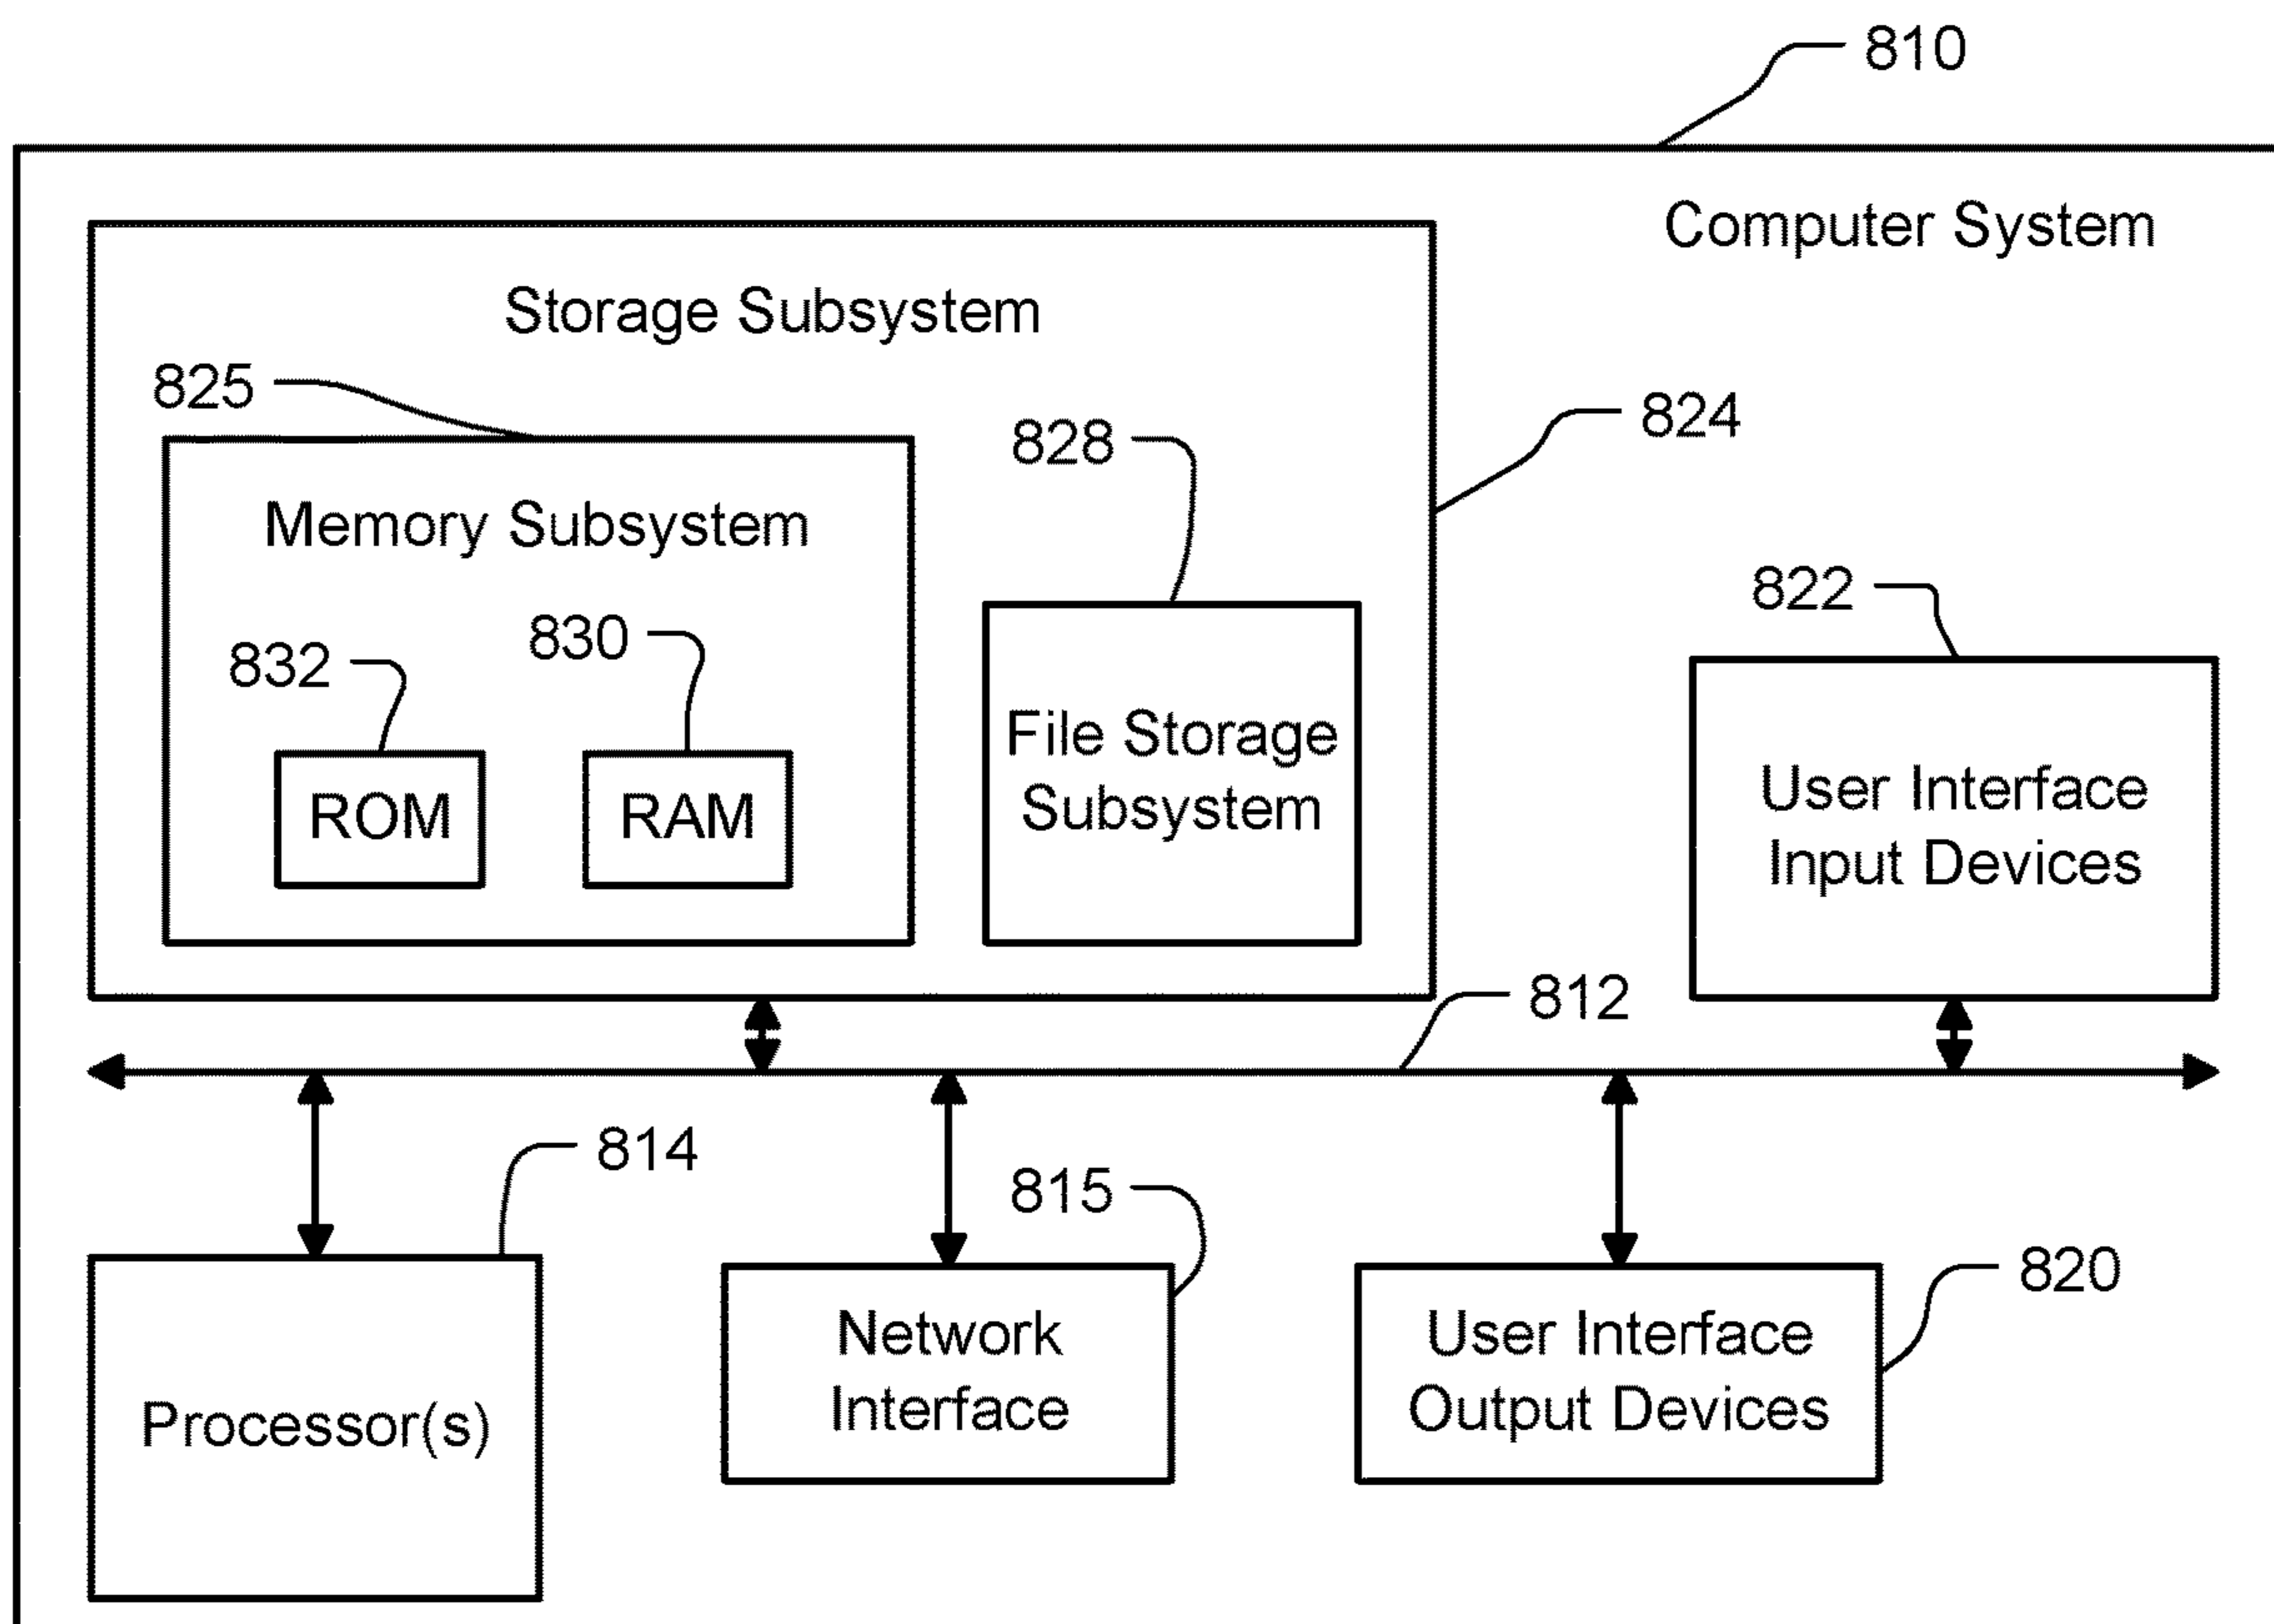 810
Computer System
Storage Subsystem
825
824
828
Memory Subsystem
822
832
830
File Storage
Subsystem
ROM
RAM
User Interface
Input Devices
812
814
815
820
Network
Interface
User Interface
Output Devices
Processor(s)